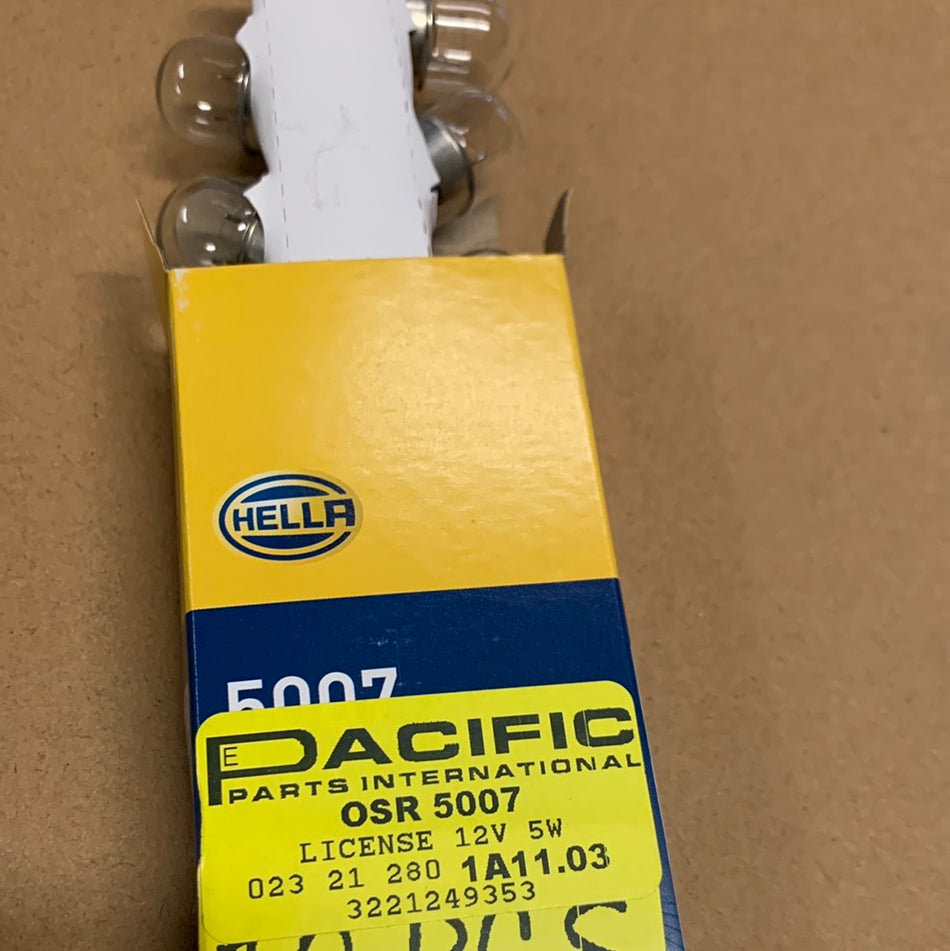 HELLA
5007
E
PACIFIC
PARTS INTERNATIONAL
OSR 5007
LICENSE 12V 5W
023 21 280 1A11.03
3221249353